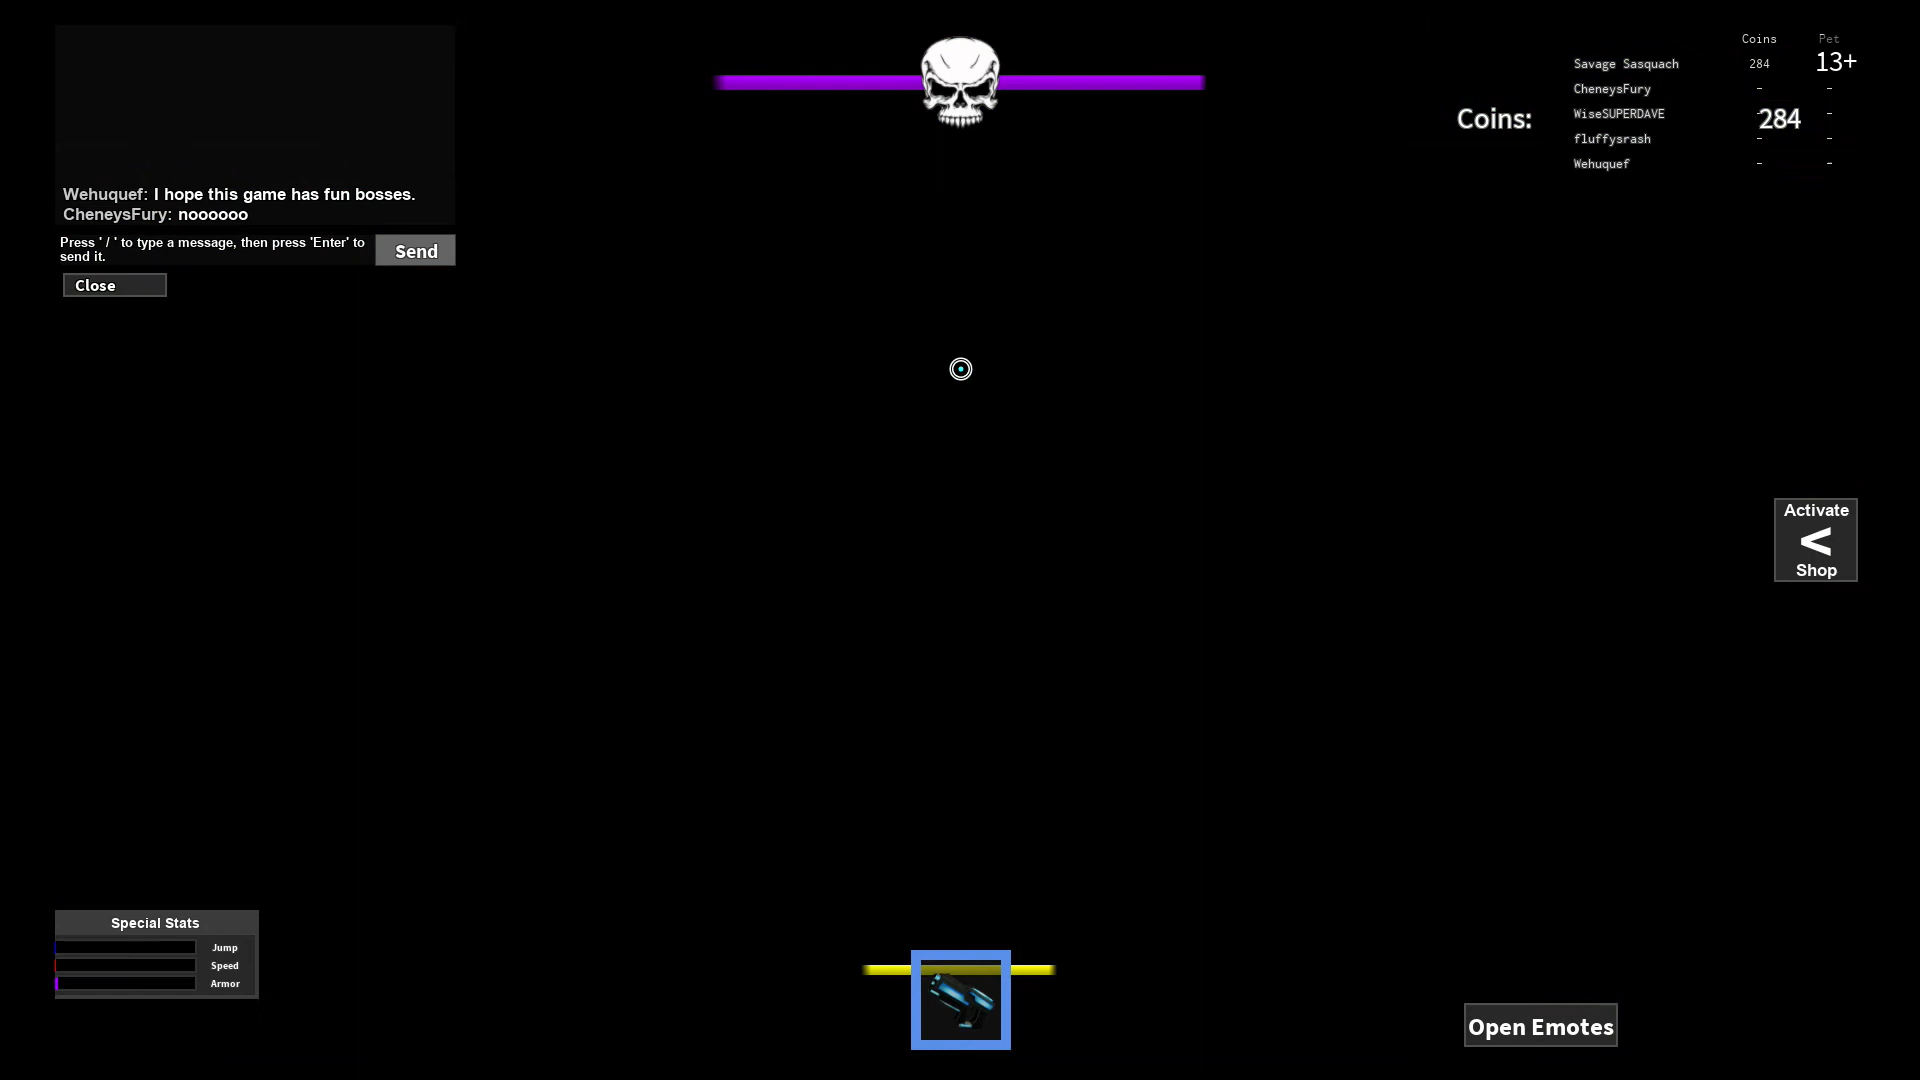 Wehuquef: I hope this game has fun bosses.
CheneysFury: noooooo
Press ' / ' to type a message, then press 'Enter' to
send it.
Send
Close
Coins Pet
Savage Sasquach 284 13+
CheneysFury - -
WiseSUPERDAVE - -
Coins: 284
fluffysrash - -
Wehuquef - -
Activate
<
Shop
Special Stats
Jump
Speed
Armor
Open Emotes